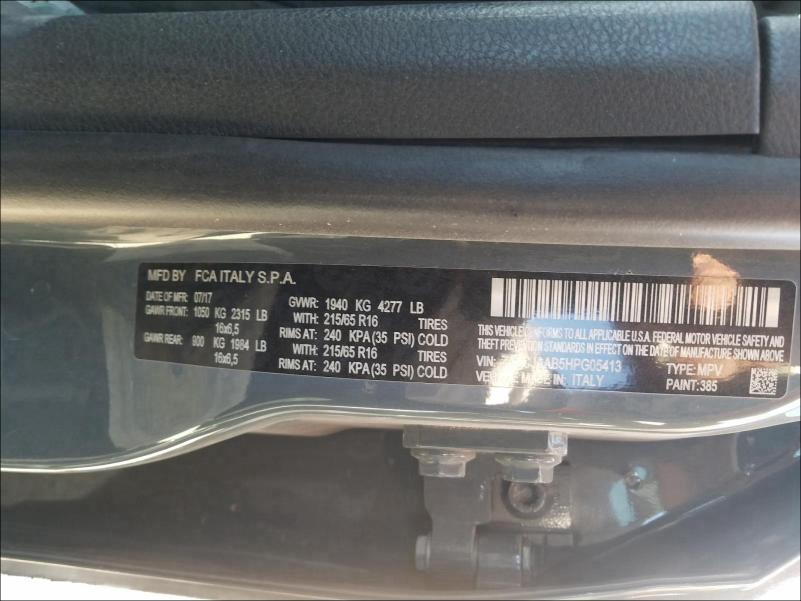 MFD BY FCA ITALY S.P.A.
DATE OF MFR: 07/17 GVWR: 1940 KG 4277 LB
GAWR FRONT: 1050 KG 2315 LB WITH: 215/65 R16 TIRES
16x6,5 RIMS AT: 240 KPA (35 PSI) COLD
GAWR REAR: 900 KG 1984 LB WITH: 215/65 R16 TIRES
16x6,5 RIMS AT: 240 KPA (35 PSI) COLD
THIS VEHICLE CONFORMS TO ALL APPLICABLE U.S.A. FEDERAL MOTOR VEHICLE SAFETY AND
THEFT PREVENTION STANDARDS IN EFFECT ON THE DATE OF MANUFACTURE SHOWN ABOVE.
VIN: AB5HPG05413 TYPE: MPV
VEHICLE MADE IN: ITALY PAINT: 385